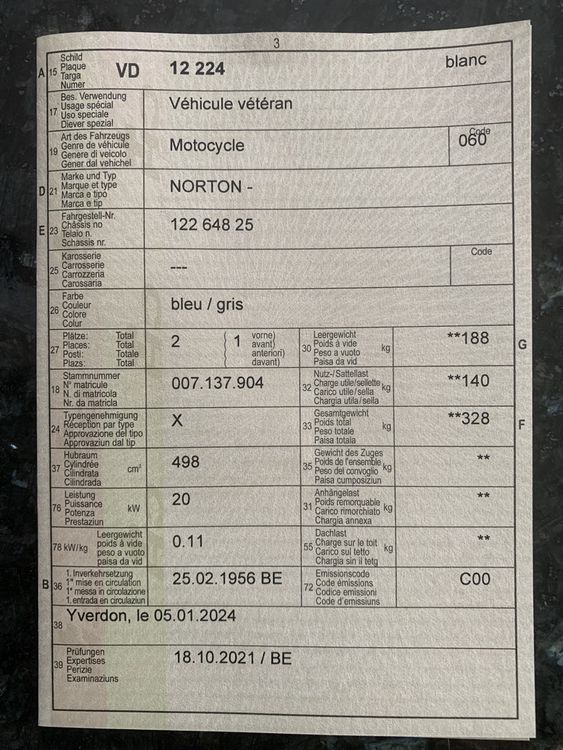 3
A 15 Schild
Plaque
Targa
Numer
VD 12 224 blanc
17 Bes. Verwendung
Usage spécial
Uso speciale
Diever spezial
Véhicule vétéran
19 Art des Fahrzeugs
Genre de véhicule
Genere di veicolo
Gener dal vehichel
Motocycle
Code
060
D 21 Marke und Typ
Marque et type
Marca e tipo
Marca e tip
NORTON -
E 23 Fahrgestell-Nr.
Châssis no
Telaio n.
Schassis nr.
122 648 25
25 Karosserie
Carrosserie
Carrozzeria
Carossaria
---
Code
26 Farbe
Couleur
Colore
Colur
bleu / gris
27 Plätze: Total
Places: Total
Posti: Totale
Plazs: Total
2 ( 1 vorne)
avant)
anteriori)
davant)
30 Leergewicht
Poids à vide
Peso a vuoto
Paisa da vid
kg
**188 G
18 Stammnummer
N° matricule
N. di matricola
Nr. da matricla
007.137.904
32 Nutz-/Sattellast
Charge utile/sellette
Carico utile/sella
Chargia utila/sella
kg
**140
24 Typengenehmigung
Réception par type
Approvazione del tipo
Approvaziun dal tip
X
33 Gesamtgewicht
Poids total
Peso totale
Paisa totala
kg
**328 F
37 Hubraum
Cylindrée
Cilindrata
Cilindrada
cm³
498
35 Gewicht des Zuges
Poids de l'ensemble
Peso del convoglio
Paisa cumposiziun
kg
**
76 Leistung
Puissance
Potenza
Prestaziun
kW
20
31 Anhängelast
Poids remorquable
Carico rimorchiato
Chargia annexa
kg
**
78 kW/kg Leergewicht
poids à vide
peso a vuoto
paisa da vid
0.11
55 Dachlast
Charge sur le toit
Carico sul tetto
Chargia sin il tetg
kg
**
B 36 1. Inverkehrsetzung
1re mise en circulation
1a messa in circolazione
1. entrada en circulaziun
25.02.1956 BE
72 Emissionscode
Code émissions
Codice emissioni
Code d'emissiuns
C00
38 Yverdon, le 05.01.2024
39 Prüfungen
Expertises
Perizie
Examinaziuns
18.10.2021 / BE